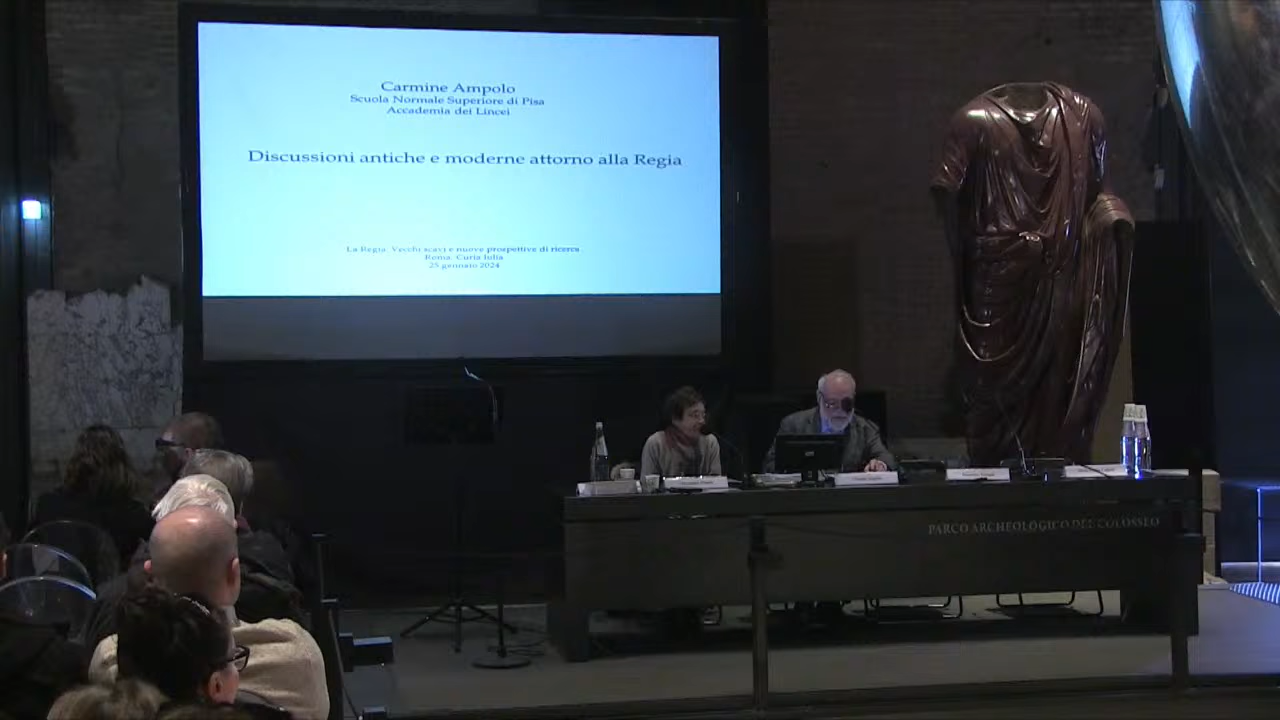 Carmine Ampolo
Scuola Normale Superiore di Pisa
Accademia dei Lincei
Discussioni antiche e moderne attorno alla Regia
La Regia. Vecchi scavi e nuove prospettive di ricerca
Roma. Curia Iulia
25 gennaio 2024
PARCO ARCHEOLOGICO DEL COLOSSEO